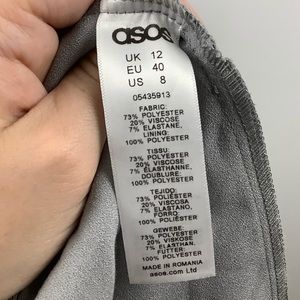 asos
UK 12
EU 40
US 8
05435913
FABRIC:
73% POLYESTER
20% VISCOSE
7% ELASTANE,
LINING:
100% POLYESTER
TISSU:
73% POLYESTER
20% VISCOSE
7% ELASTHANNE,
DOUBLURE:
100% POLYESTER
TEJIDO:
73% POLIÉSTER
20% VISCOSA
7% ELASTANO,
FORRO:
100% POLIÉSTER
GEWEBE:
73% POLYESTER
20% VISKOSE
7% ELASTHAN,
FUTTER:
100% POLYESTER
MADE IN ROMANIA
asos.com Ltd